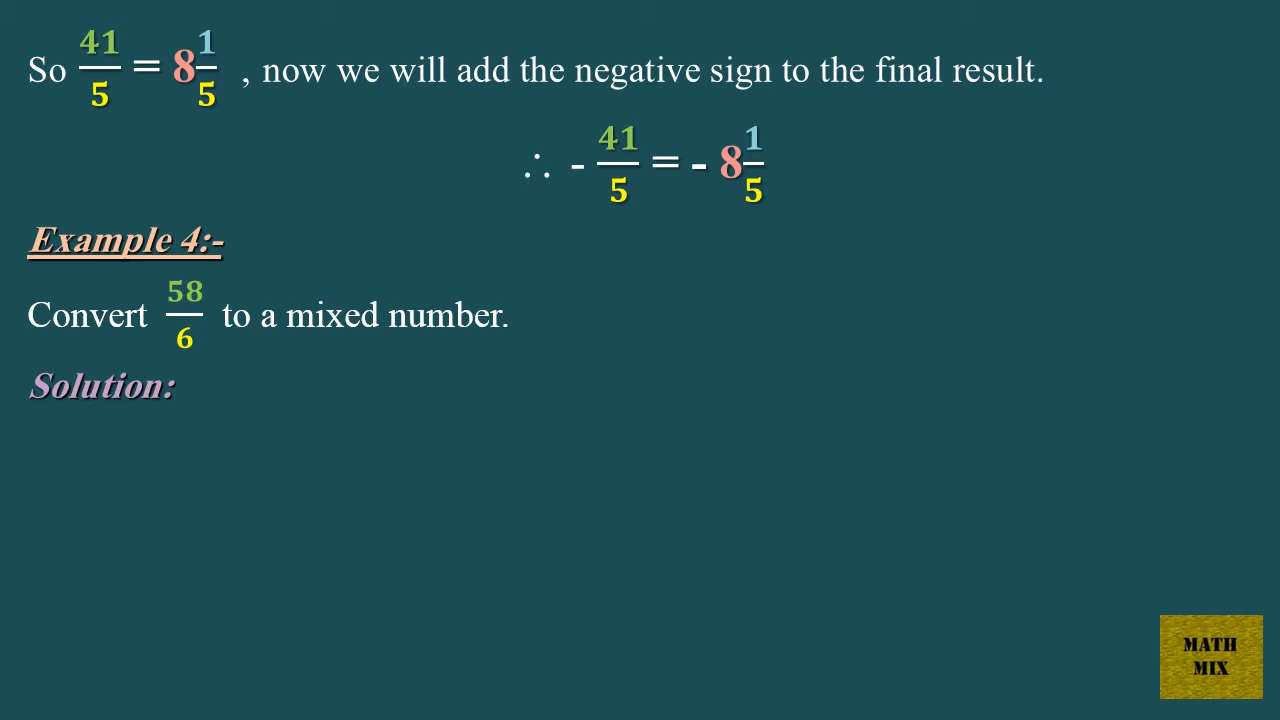 So 41/5 = 8 1/5 , now we will add the negative sign to the final result.
∴ - 41/5 = - 8 1/5
Example 4:-
Convert 58/6 to a mixed number.
Solution:
MATH
MIX